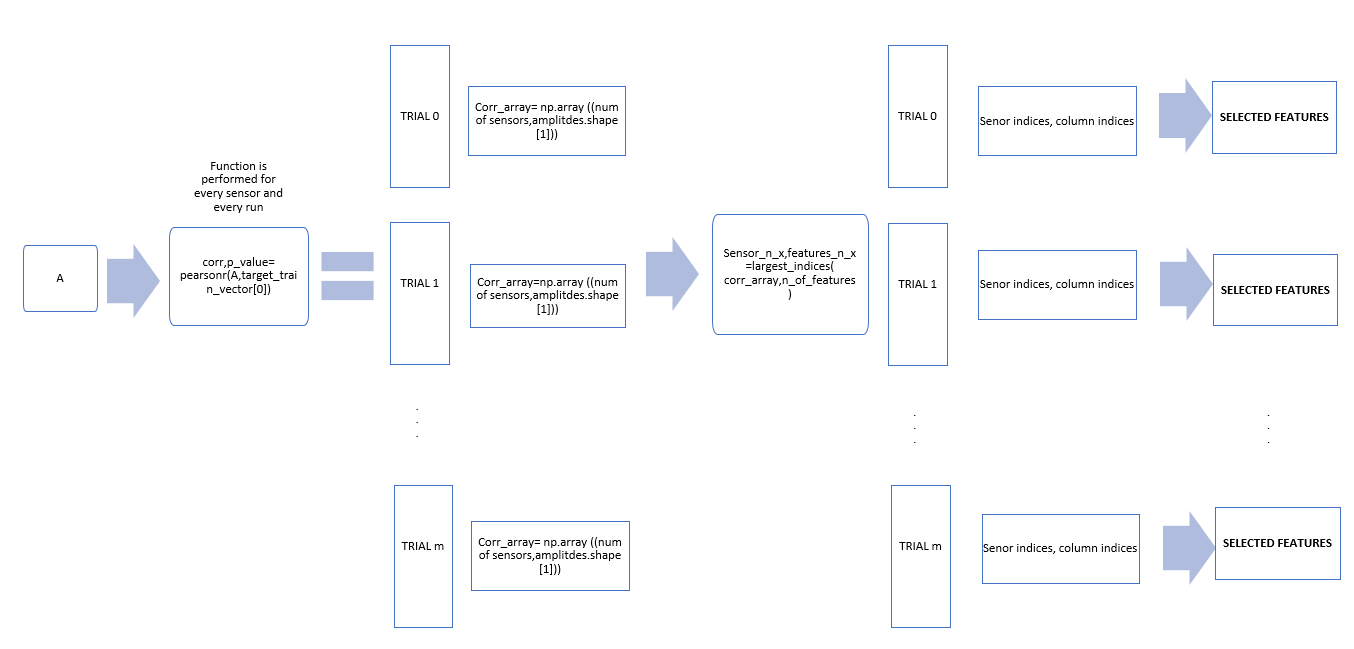 A
Function is
performed for
every sensor and
every run
corr,p_value=
pearsonr(A,target_trai
n_vector[0])
TRIAL 0
Corr_array= np.array ((num
of sensors,amplitdes.shape
[1]))
TRIAL 1
Corr_array=np.array ((num
of sensors,amplitdes.shape
[1]))
.
.
.
TRIAL m
Corr_array= np.array ((num
of sensors,amplitdes.shape
[1]))
Sensor_n_x,features_n_x
=largest_indices(
corr_array,n_of_features
)
TRIAL 0
Senor indices, column indices
SELECTED FEATURES
TRIAL 1
Senor indices, column indices
SELECTED FEATURES
.
.
.
.
.
.
TRIAL m
Senor indices, column indices
SELECTED FEATURES